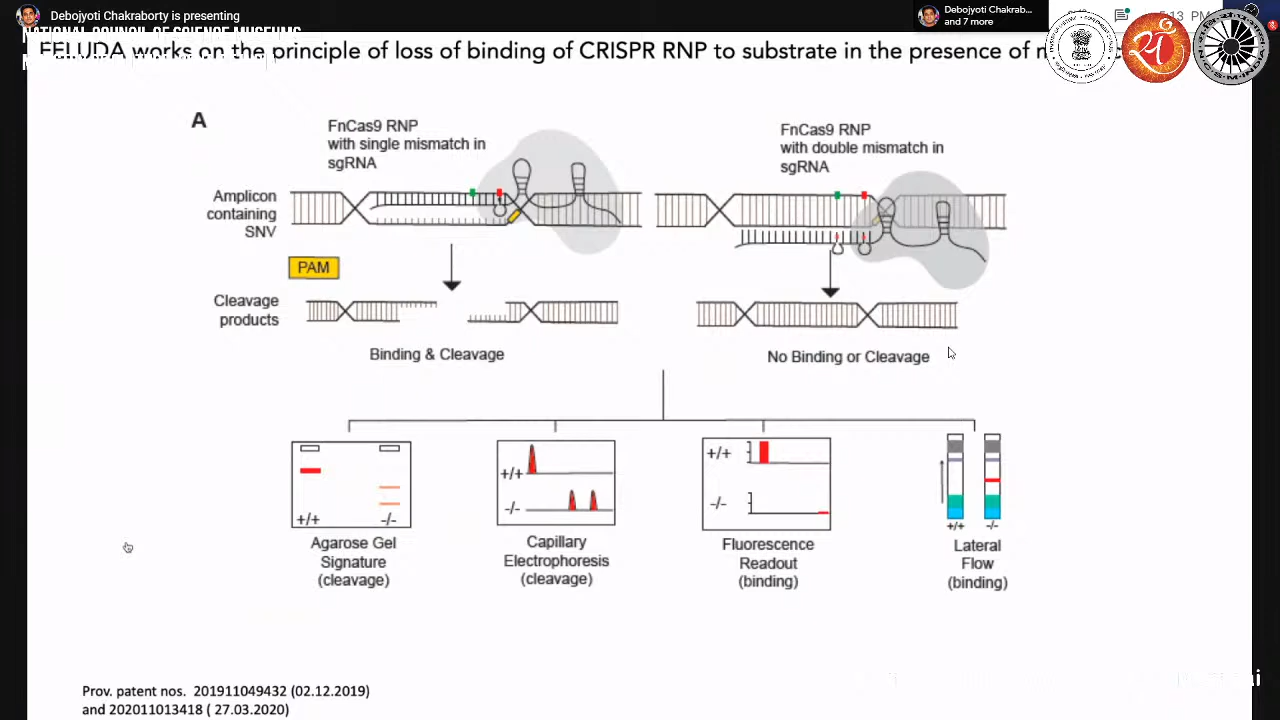 Debojyoti Chakraborty is presenting
Debojyoti Chakrab...
and 7 more
NATIONAL COUNCIL OF SCIENCE MUSEUMS
FELUDA works on the principle of loss of binding of CRISPR RNP to substrate in the presence of
A
FnCas9 RNP
with single mismatch in
sgRNA
FnCas9 RNP
with double mismatch in
sgRNA
Amplicon
containing
SNV
PAM
Cleavage
products
Binding & Cleavage
No Binding or Cleavage
+/+
-/-
Agarose Gel
Signature
(cleavage)
+/+
-/-
Capillary
Electrophoresis
(cleavage)
+/+
-/-
Fluorescence
Readout
(binding)
+/+
-/-
Lateral
Flow
(binding)
Prov. patent nos. 201911049432 (02.12.2019)
and 202011013418 ( 27.03.2020)